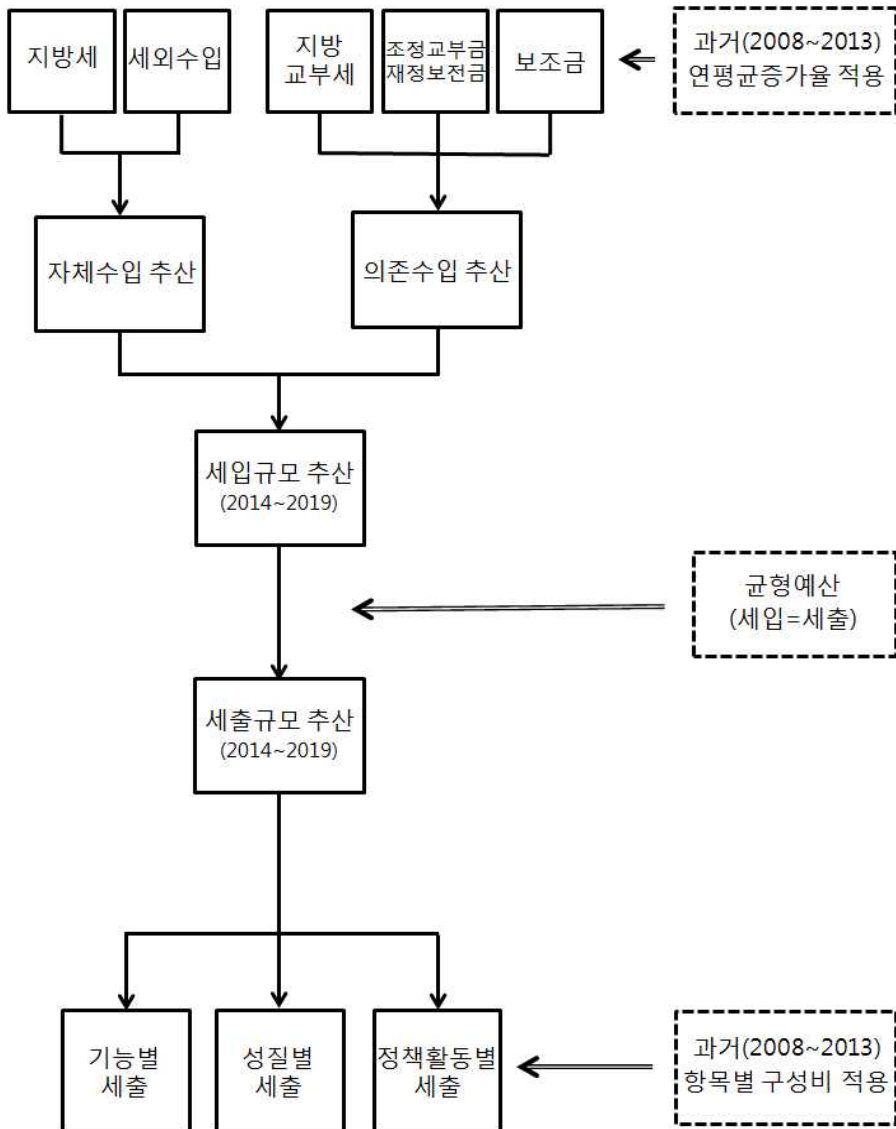 지방세
세외수입
지방
교부세
조정교부금
재정보전금
보조금
과거(2008~2013)
연평균증가율 적용
자체수입 추산
의존수입 추산
세입규모 추산
(2014~2019)
균형예산
(세입=세출)
세출규모 추산
(2014~2019)
기능별
세출
성질별
세출
정책활동별
세출
과거(2008~2013)
항목별 구성비 적용